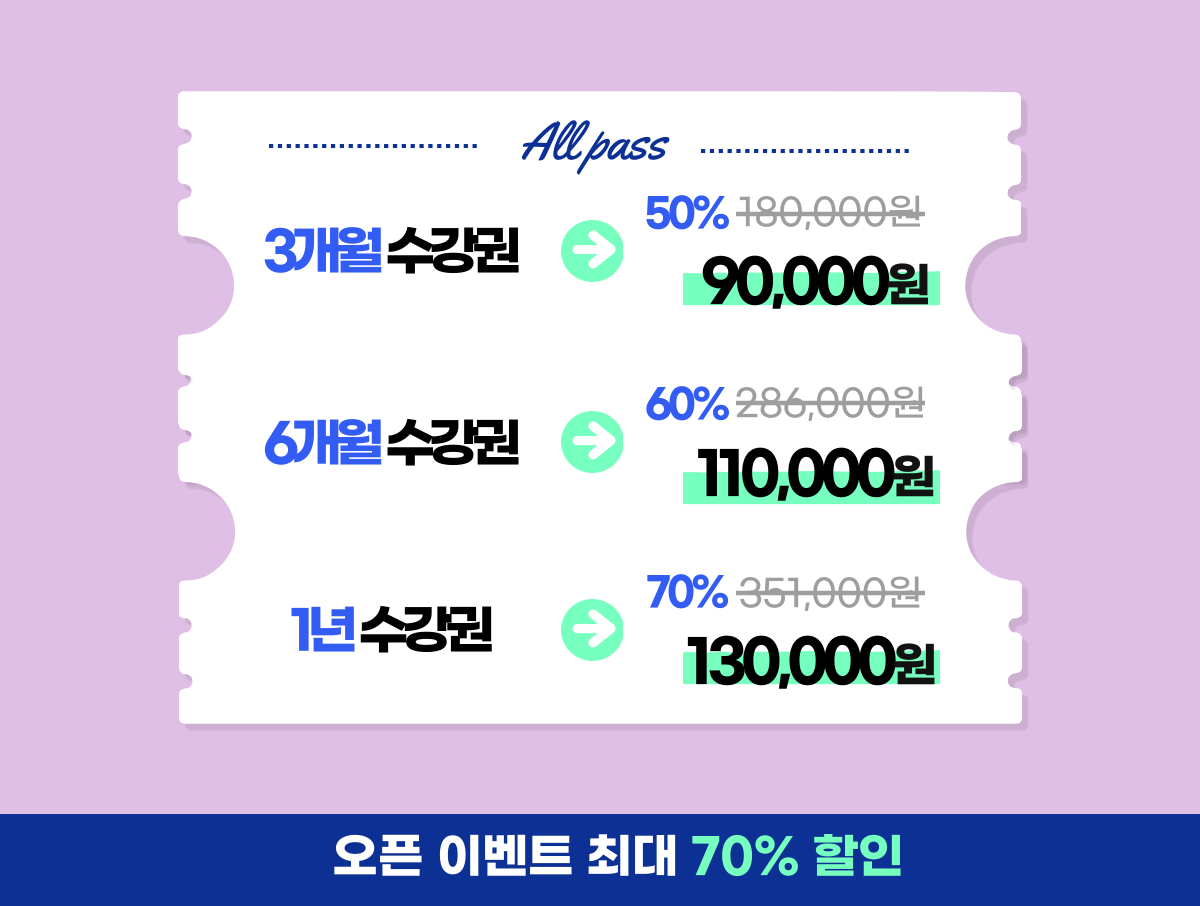 All pass
3개월 수강권
50% 180,000원
90,000원
6개월 수강권
60% 286,000원
110,000원
1년 수강권
70% 351,000원
130,000원
오픈 이벤트 최대 70% 할인